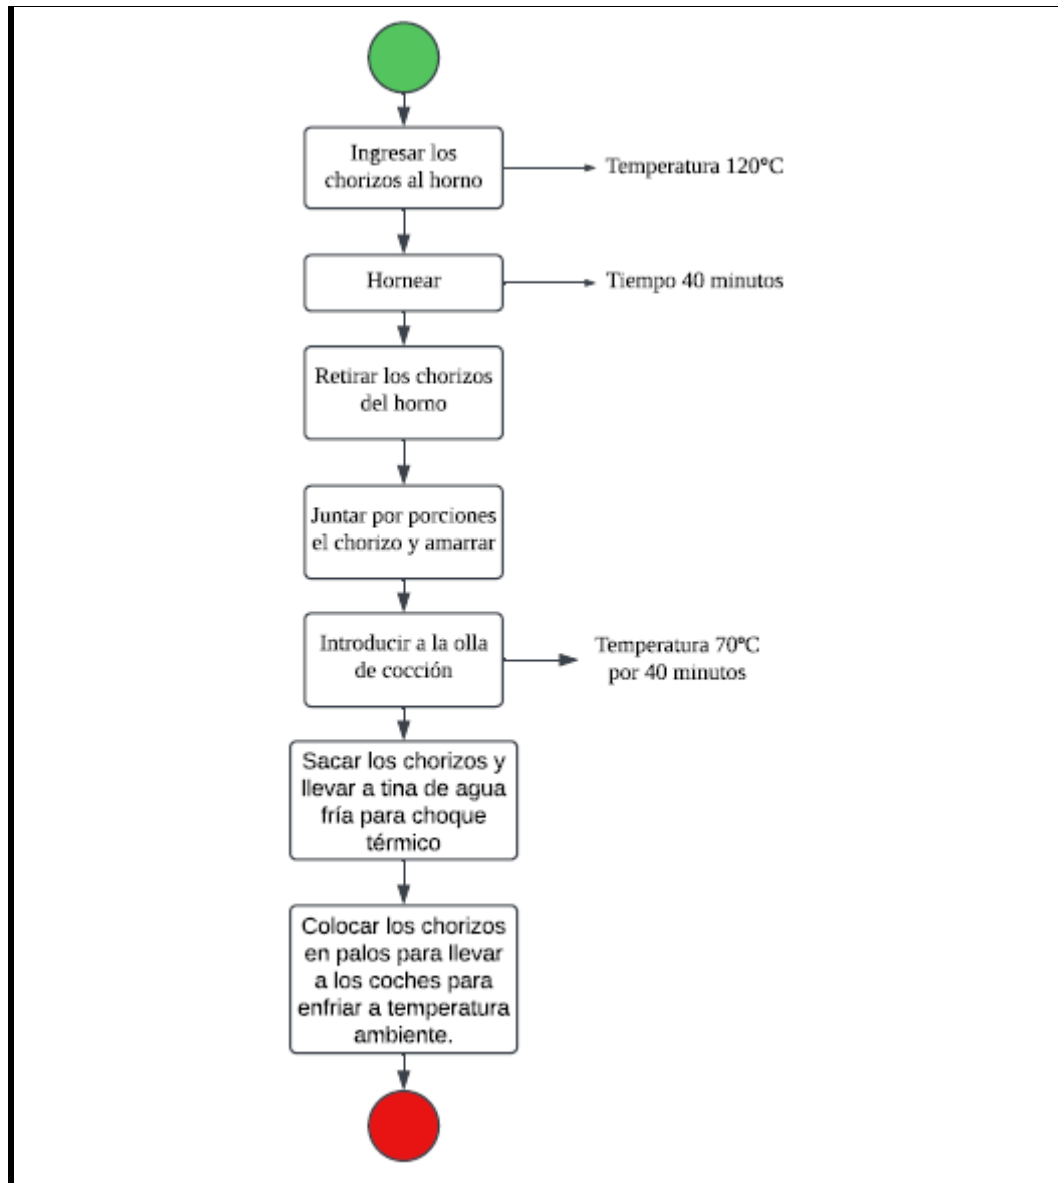 Ingresar los
chorizos al horno
Temperatura 120°C
Hornear
Tiempo 40 minutos
Retirar los chorizos
del horno
Juntar por porciones
el chorizo y amarrar
Introducir a la olla
de cocción
Temperatura 70°C
por 40 minutos
Sacar los chorizos y
llevar a tina de agua
fría para choque
térmico
Colocar los chorizos
en palos para llevar
a los coches para
enfriar a temperatura
ambiente.